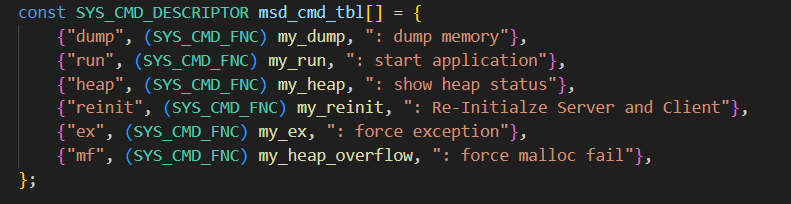 const SYS_CMD_DESCRIPTOR msd_cmd_tbl[] = {
{"dump", (SYS_CMD_FNC) my_dump, ": dump memory"},
{"run", (SYS_CMD_FNC) my_run, ": start application"},
{"heap", (SYS_CMD_FNC) my_heap, ": show heap status"},
{"reinit", (SYS_CMD_FNC) my_reinit, ": Re-Initialze Server and Client"},
{"ex", (SYS_CMD_FNC) my_ex, ": force exception"},
{"mf", (SYS_CMD_FNC) my_heap_overflow, ": force malloc fail"},
};